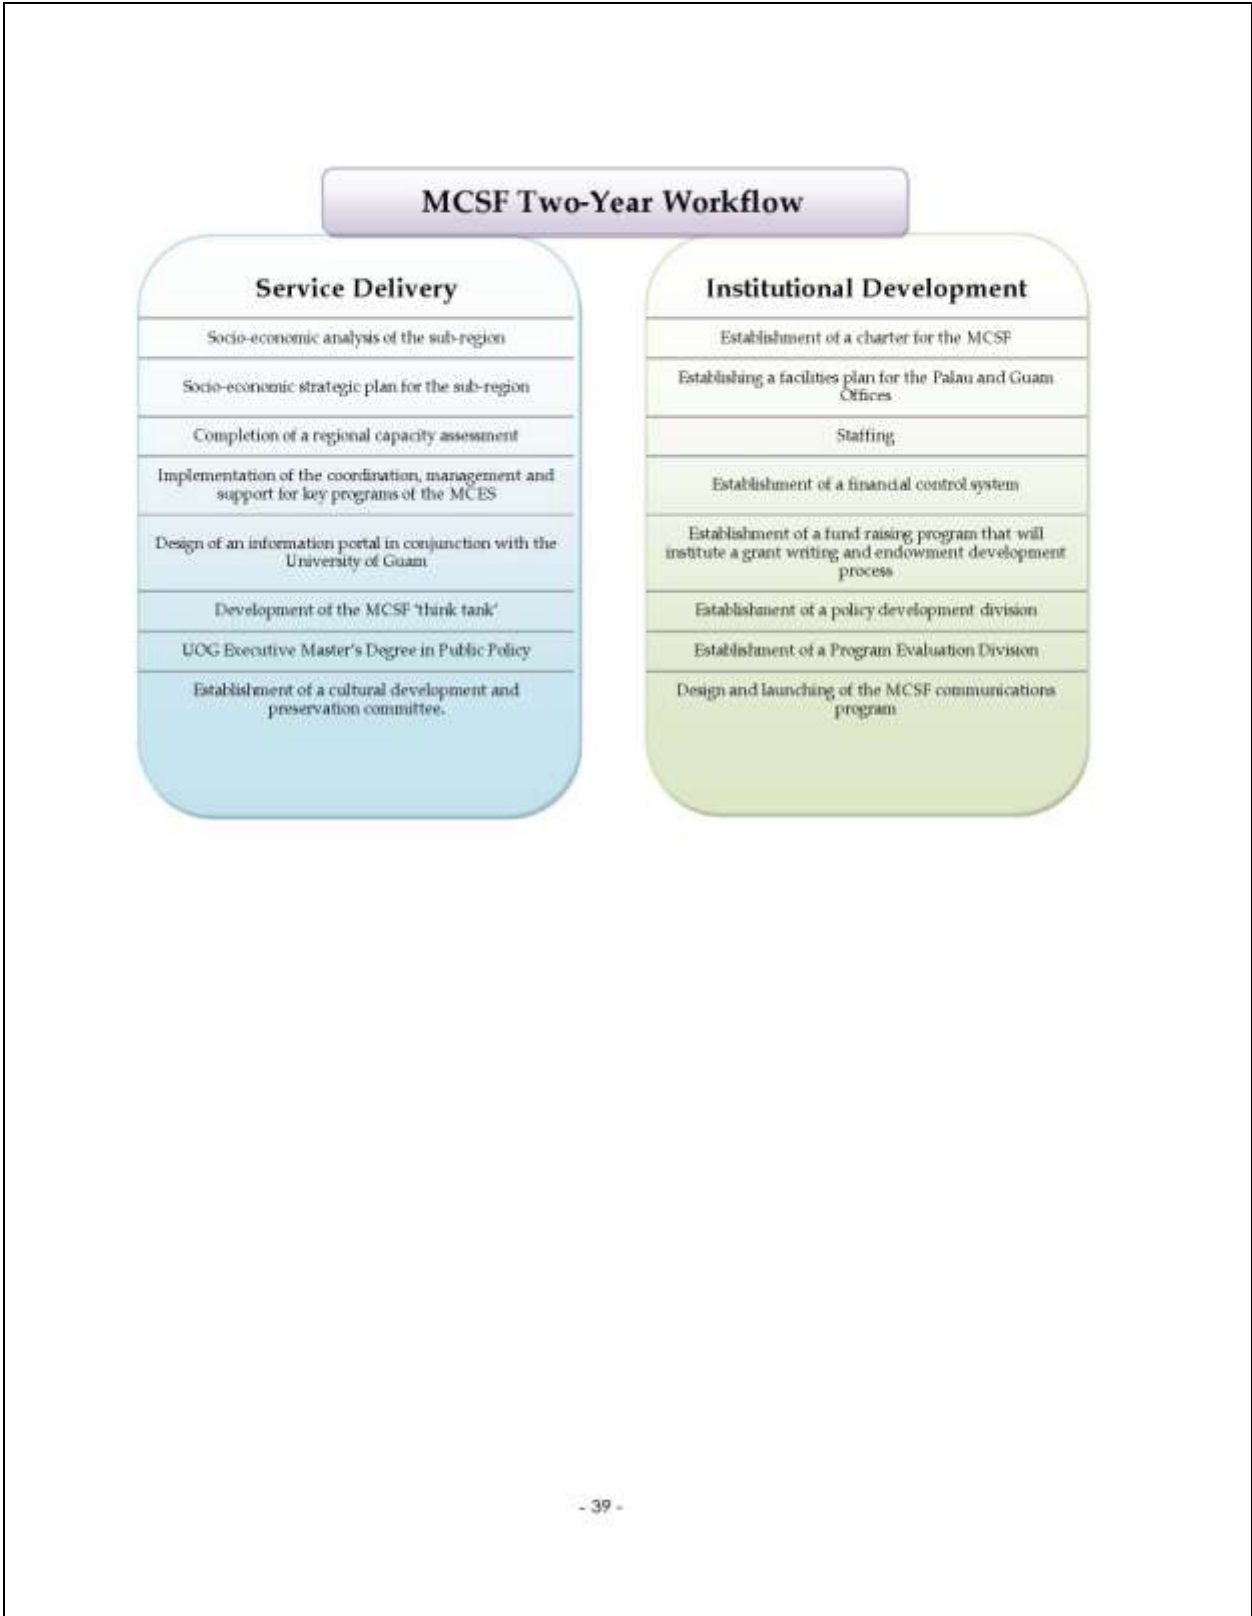 MCSF Two-Year Workflow
Service Delivery
Socio-economic analysis of the sub-region
Socio-economic strategic plan for the sub-region
Completion of a regional capacity assessment
Implementation of the coordination, management and
support for key programs of the MCES
Design of an information portal in conjunction with the
University of Guam
Development of the MCSF 'think tank'
UOG Executive Master's Degree in Public Policy
Establishment of a cultural development and
preservation committee.
Institutional Development
Establishment of a charter for the MCSF
Establishing a facilities plan for the Palau and Guam
Offices
Staffing
Establishment of a financial control system
Establishment of a fund raising program that will
institute a grant writing and endowment development
process
Establishment of a policy development division
Establishment of a Program Evaluation Division
Design and launching of the MCSF communications
program
- 39 -